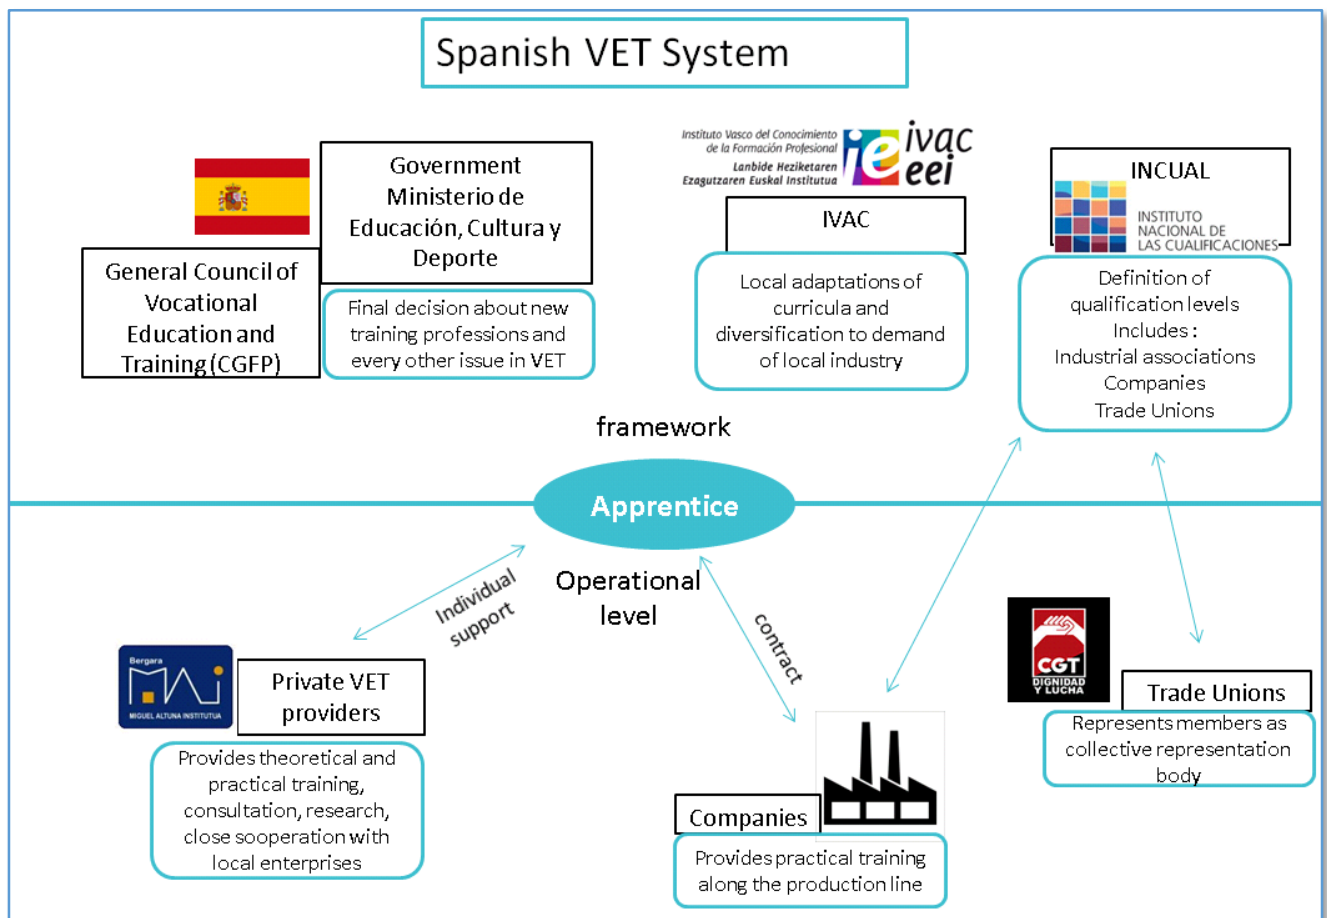 Spanish VET System
Government
Ministerio de
Educación, Cultura y
Deporte
General Council of
Vocational
Education and
Training (CGFP)
Final decision about new
training professions and
every other issue in VET
Instituto Vasco del Conocimiento
de la Formación Profesional
Lanbide Heziketaren
Ezagutzaren Euskal Institutua
ie
ivac
eei
IVAC
Local adaptations of
curricula and
diversification to demand
of local industry
INCUAL
INSTITUTO
NACIONAL DE
LAS CUALIFICACIONES
Definition of
qualification levels
Includes :
Industrial associations
Companies
Trade Unions
framework
Apprentice
Operational
level
Individual
support
contract
Bergara
MAi
MIGUEL ALTUNA INSTITUTUA
Private VET
providers
Provides theoretical and
practical training,
consultation, research,
close sooperation with
local enterprises
Companies
Provides practical training
along the production line
CGT
DIGNIDAD
Y LUCHA
Trade Unions
Represents members as
collective representation
body